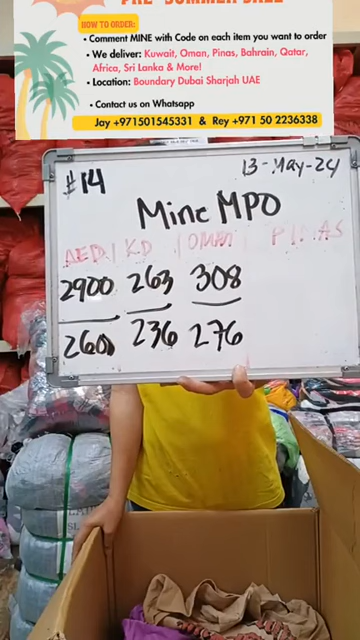 PRE-SUMMER SALE
HOW TO ORDER:
• Comment MINE with Code on each item you want to order
• We deliver: Kuwait, Oman, Pinas, Bahrain, Qatar,
Africa, Sri Lanka & More!
• Location: Boundary Dubai Sharjah UAE
• Contact us on Whatsapp
Jay +971501545331 & Rey +971 50 2236338
#14
13-May-24
Mine MPO
AED KD OMAN PINAS
2900 263 308
2600 236 276